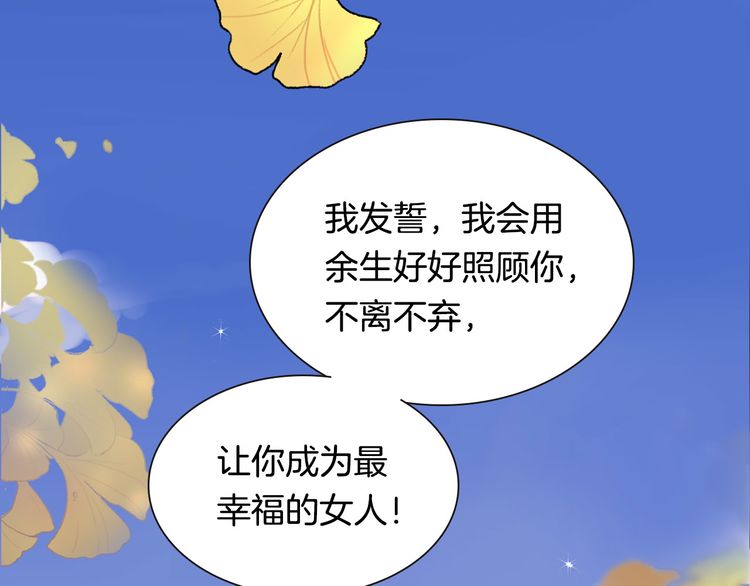 我发誓，我会用
余生好好照顾你，
不离不弃，
让你成为最
幸福的女人！